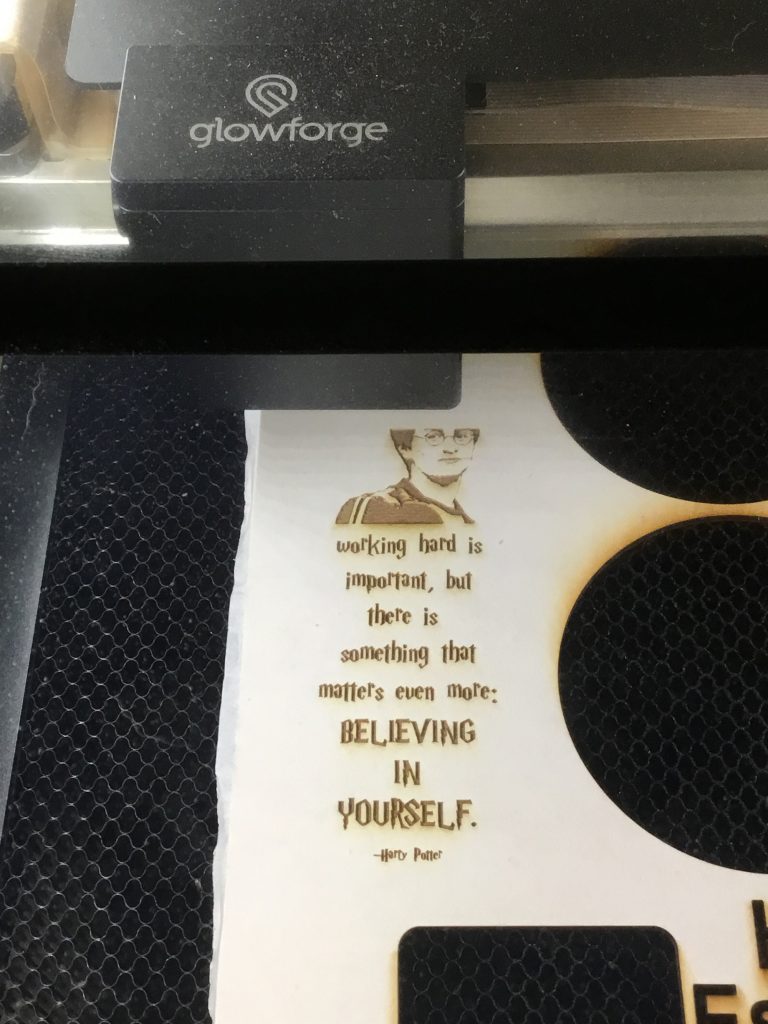 glowforge
working hard is
important, but
there is
something that
matters even more:
BELIEVING
IN
YOURSELF.
-Harry Potter